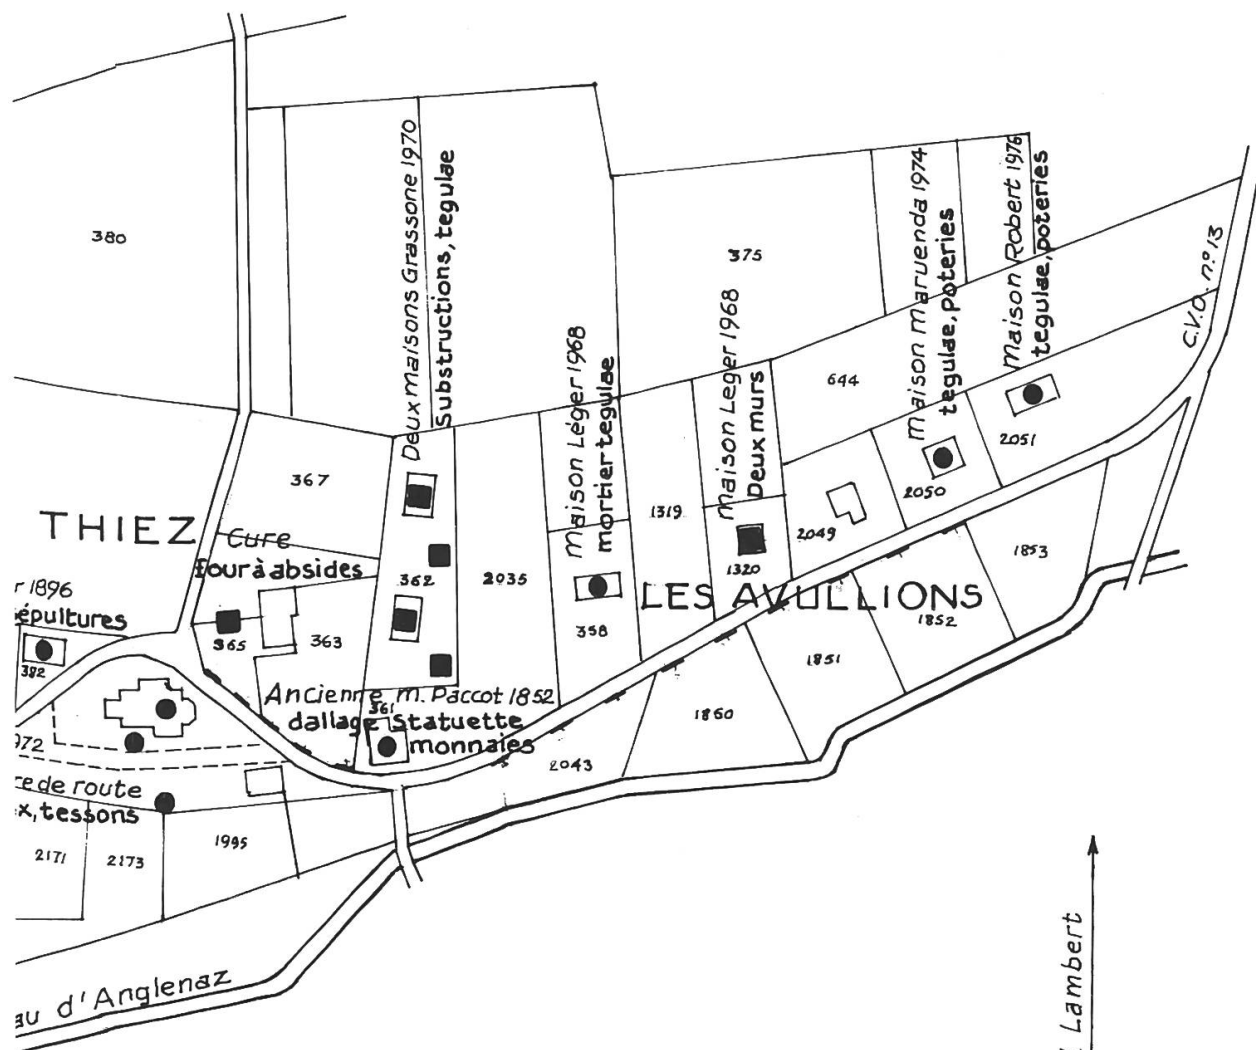 380
Deux maisons Grassone 1970
Substructions, tegulae
375
Maison Maruenda 1974
tegulae, poteries
Maison Robert 1976
tegulae, poteries
C.V.O. n° 13
Maison Léger 1968
mortier tegulae
Maison Leger 1968
Deux murs
644
2051
2050
2049
367
THIEZ
Cure
Four à absides
362
2035
1319
1320
358
LES AVULLIONS
1853
1852
1851
1850
r 1896
épultures
382
365
363
Ancienne m. Paccot 1852
361
dallage statuette
monnaies
972
2043
re de route
x, tessons
2171
2173
1995
au d'Anglenaz
Lambert